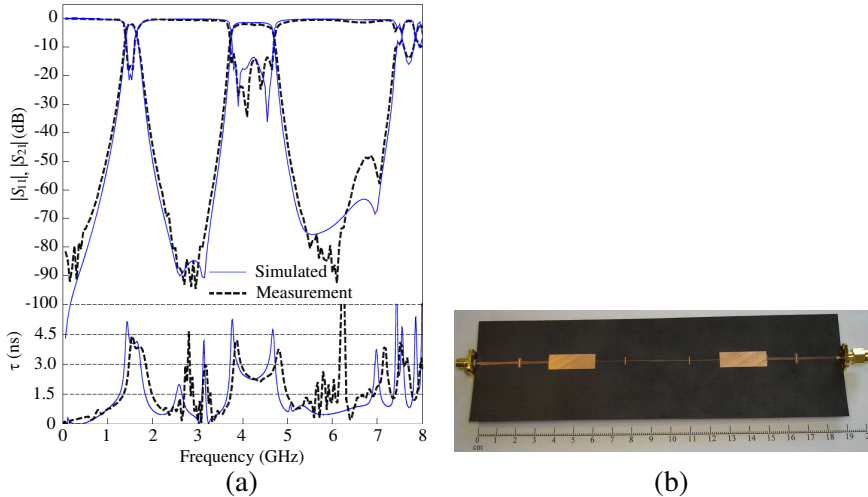 0
-10
-20
-30
-40
-50
-60
-70
-80
-90
-100
4.5
3.0
1.5
0
|S11|, |S21| (dB)
τ (ns)
Simulated
Measurement
0 1 2 3 4 5 6 7 8
Frequency (GHz)
(a)
0 1 2 3 4 5 6 7 8 9 10 11 12 13 14 15 16 17 18 19 2
cm
(b)